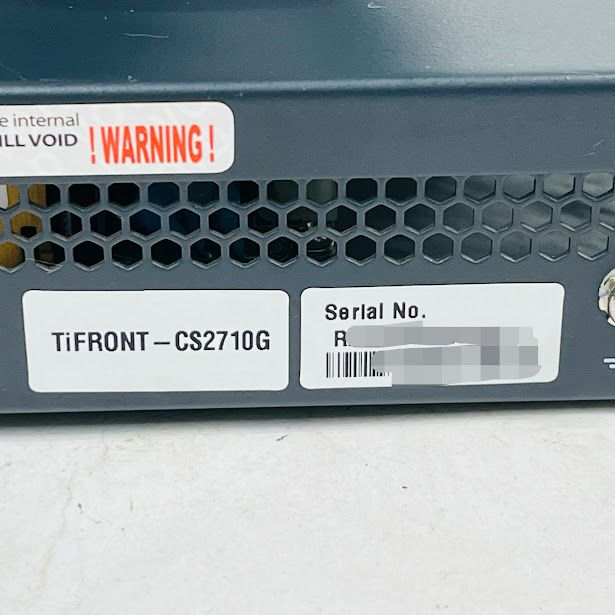 e internal
ILL VOID
! WARNING !
TiFRONT-CS2710G
Serial No.
R